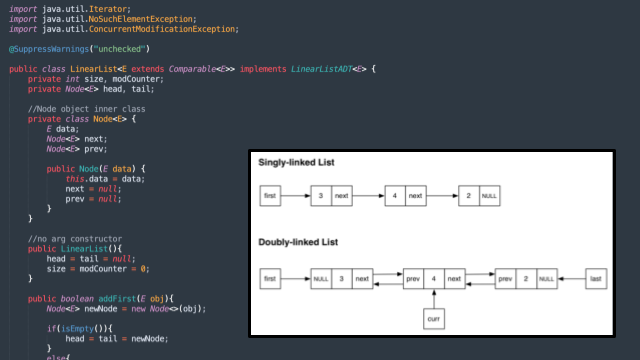 import java.util.Iterator;
import java.util.NoSuchElementException;
import java.util.ConcurrentModificationException;
@SuppressWarnings("unchecked")
public class LinearList<E extends Comparable<E>> implements LinearListADT<E> {
private int size, modCounter;
private Node<E> head, tail;
//Node object inner class
private class Node<E> {
E data;
Node<E> next;
Node<E> prev;
public Node(E data) {
this.data = data;
next = null;
prev = null;
}
}
//no arg constructor
public LinearList(){
head = tail = null;
size = modCounter = 0;
}
public boolean addFirst(E obj){
Node<E> newNode = new Node<>(obj);
if(isEmpty()){
head = tail = newNode;
}
else{
Singly-linked List
first 3 next 4 next 2 NULL
Doubly-linked List
first NULL 3 next prev 4 next prev 2 NULL last
curr